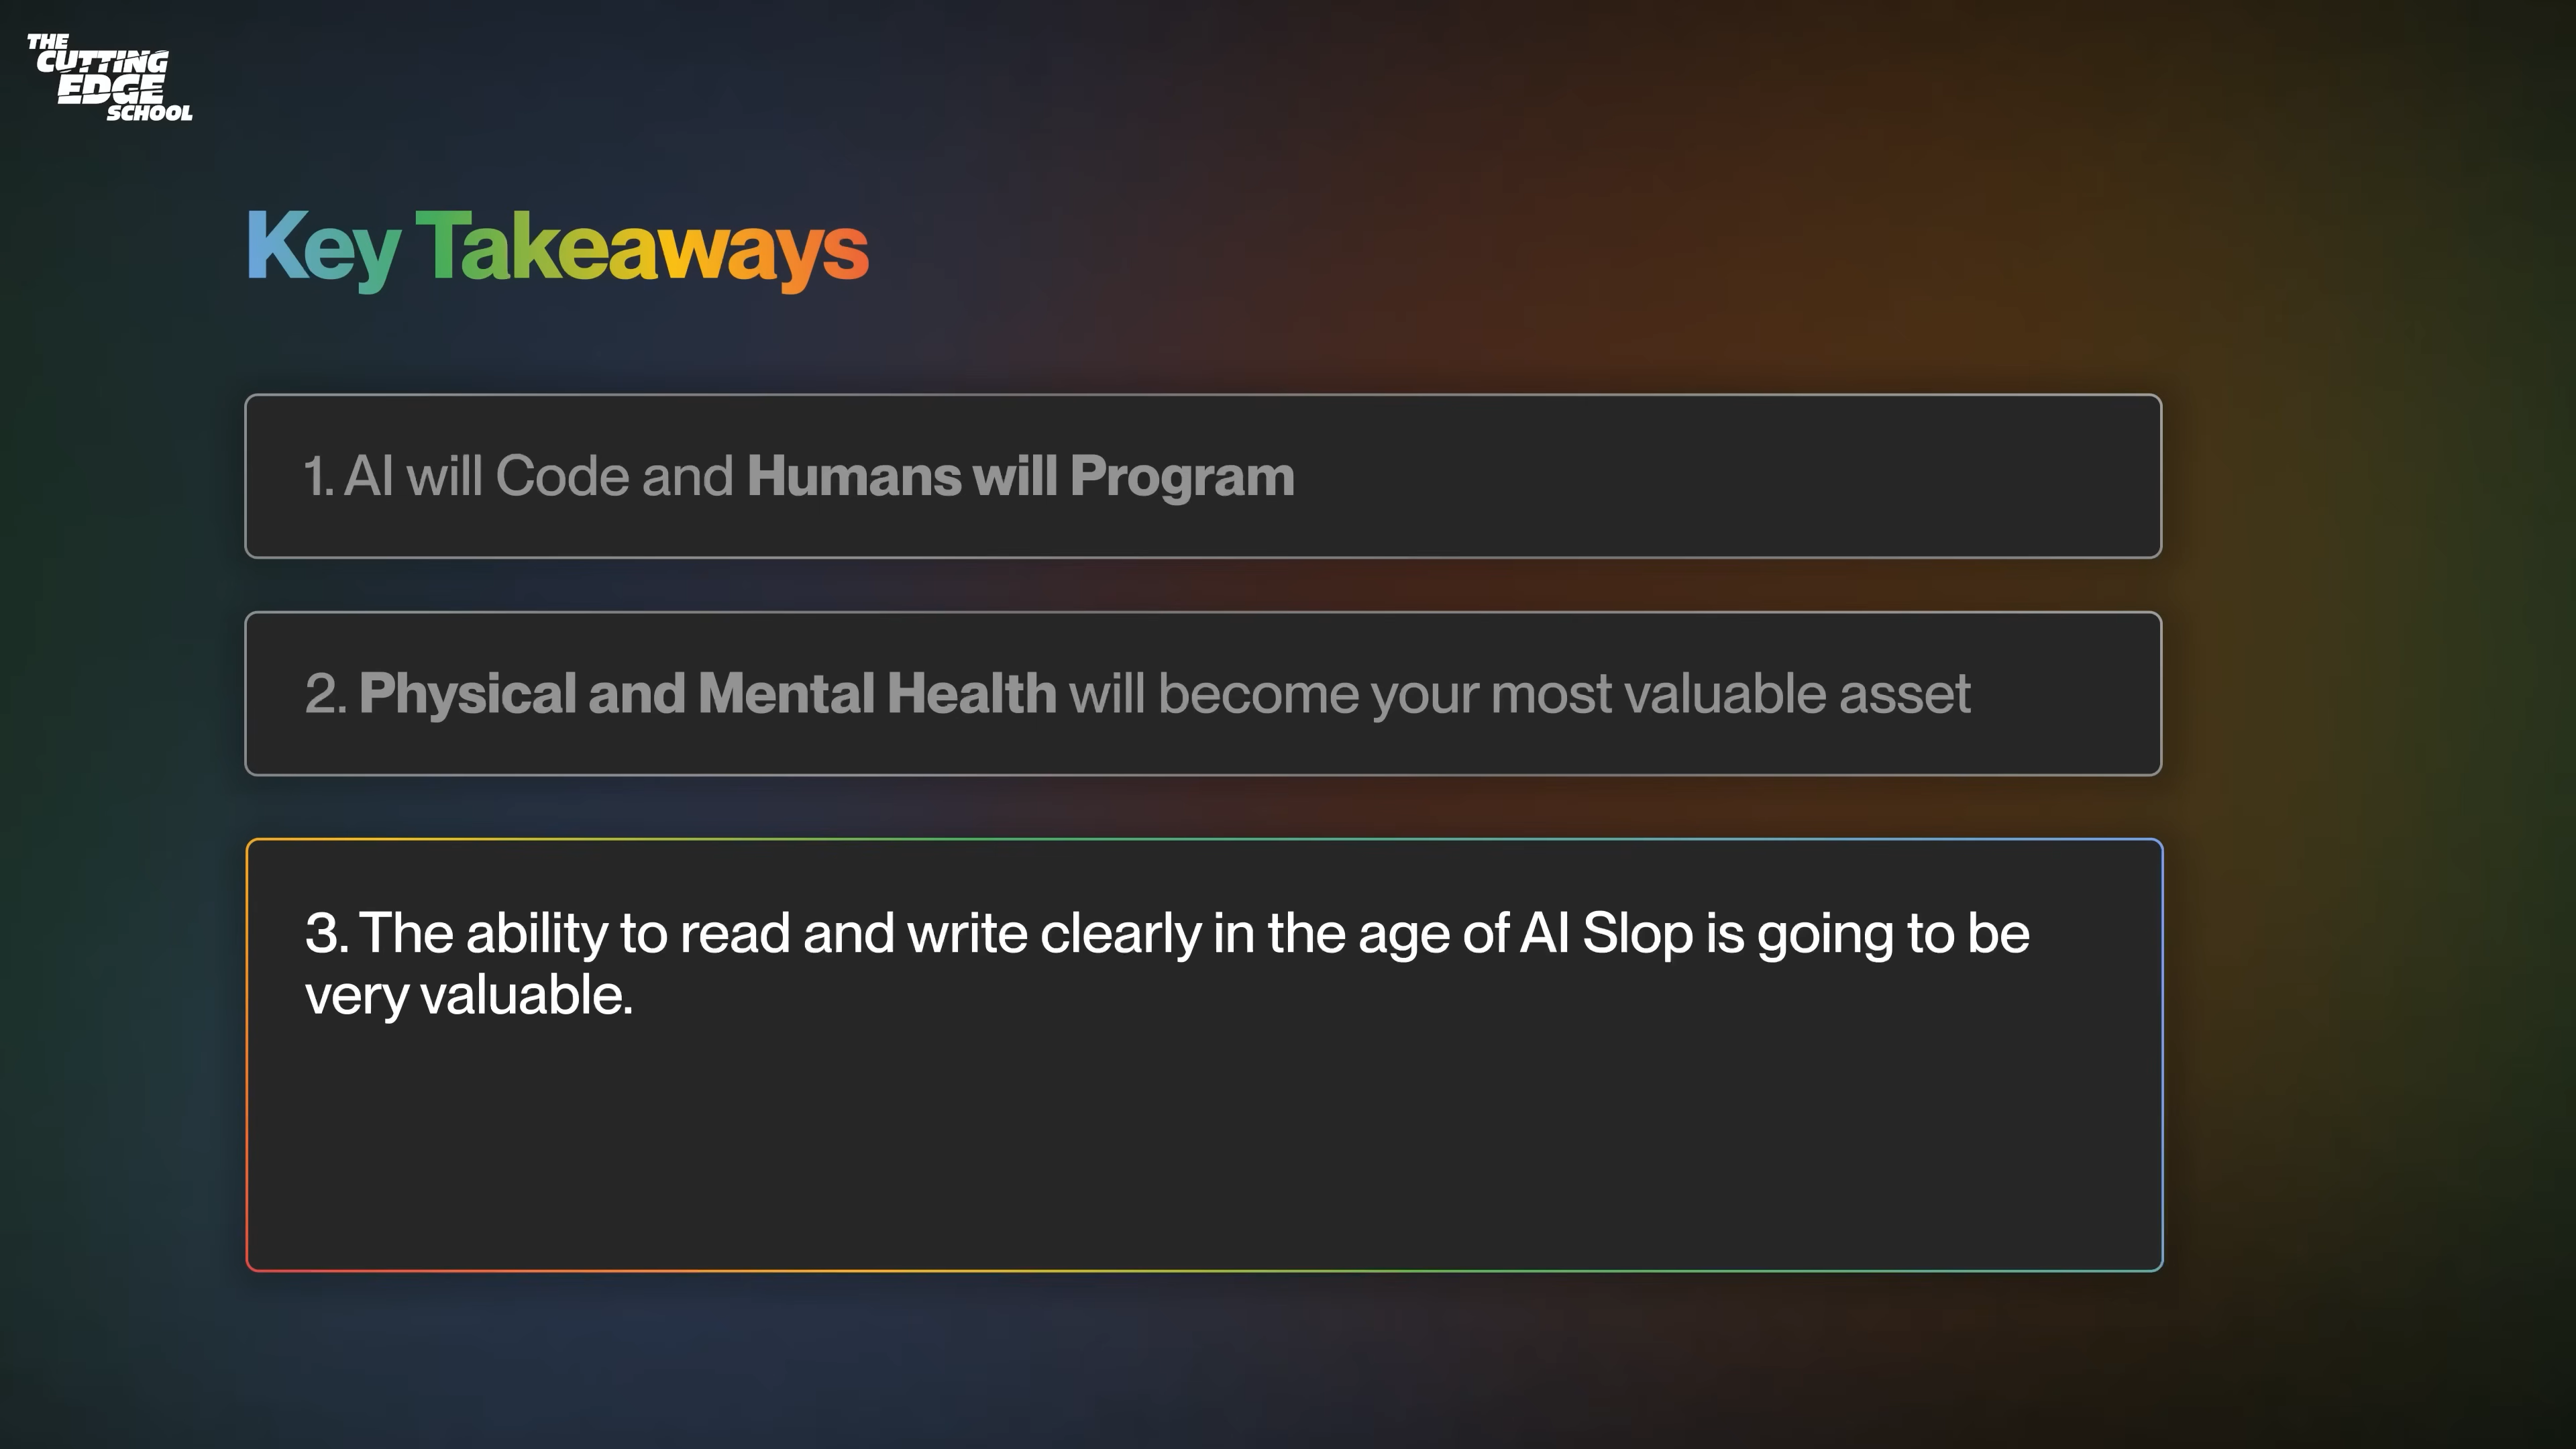 THE
CUTTING
EDGE
SCHOOL
Key Takeaways
1. AI will Code and Humans will Program
2. Physical and Mental Health will become your most valuable asset
3. The ability to read and write clearly in the age of AI Slop is going to be
very valuable.